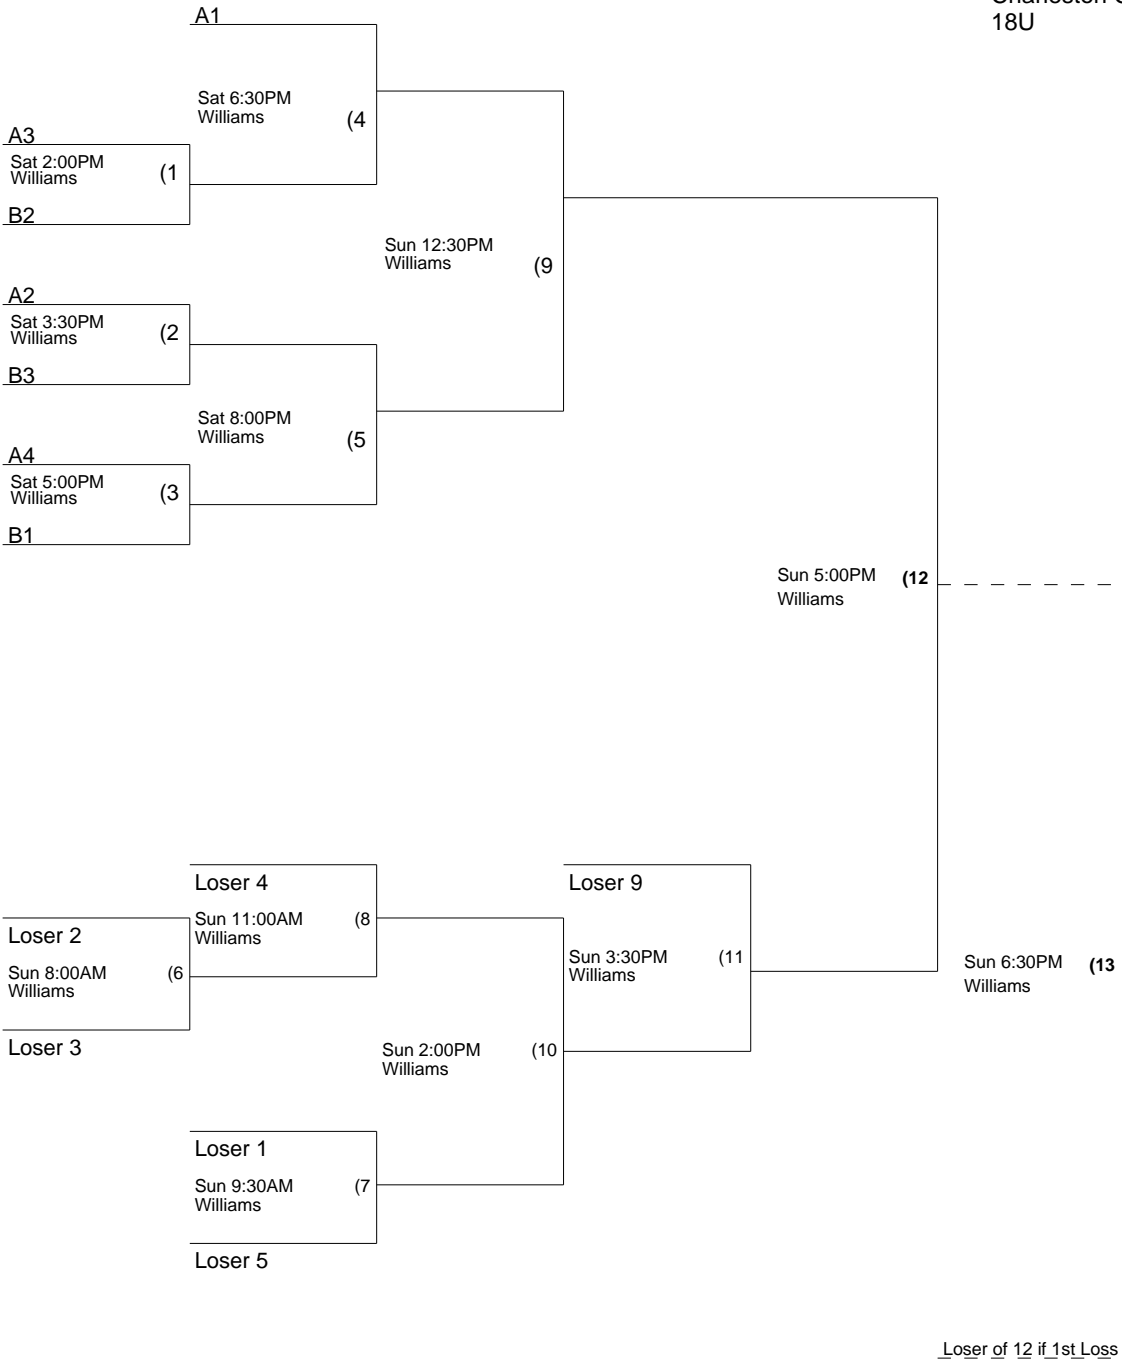 A1
18U
Sat 6:30PM
Williams
(4
A3
Sat 2:00PM
Williams
(1
B2
Sun 12:30PM
Williams
(9
A2
Sat 3:30PM
Williams
(2
B3
Sat 8:00PM
Williams
(5
A4
Sat 5:00PM
Williams
(3
B1
Sun 5:00PM
Williams
(12
Loser 4
Loser 9
Sun 11:00AM
Williams
(8
Loser 2
Sun 8:00AM
Williams
(6
Sun 3:30PM
Williams
(11
Sun 6:30PM
Williams
(13
Loser 3
Sun 2:00PM
Williams
(10
Loser 1
Sun 9:30AM
Williams
(7
Loser 5
Loser of 12 if 1st Loss